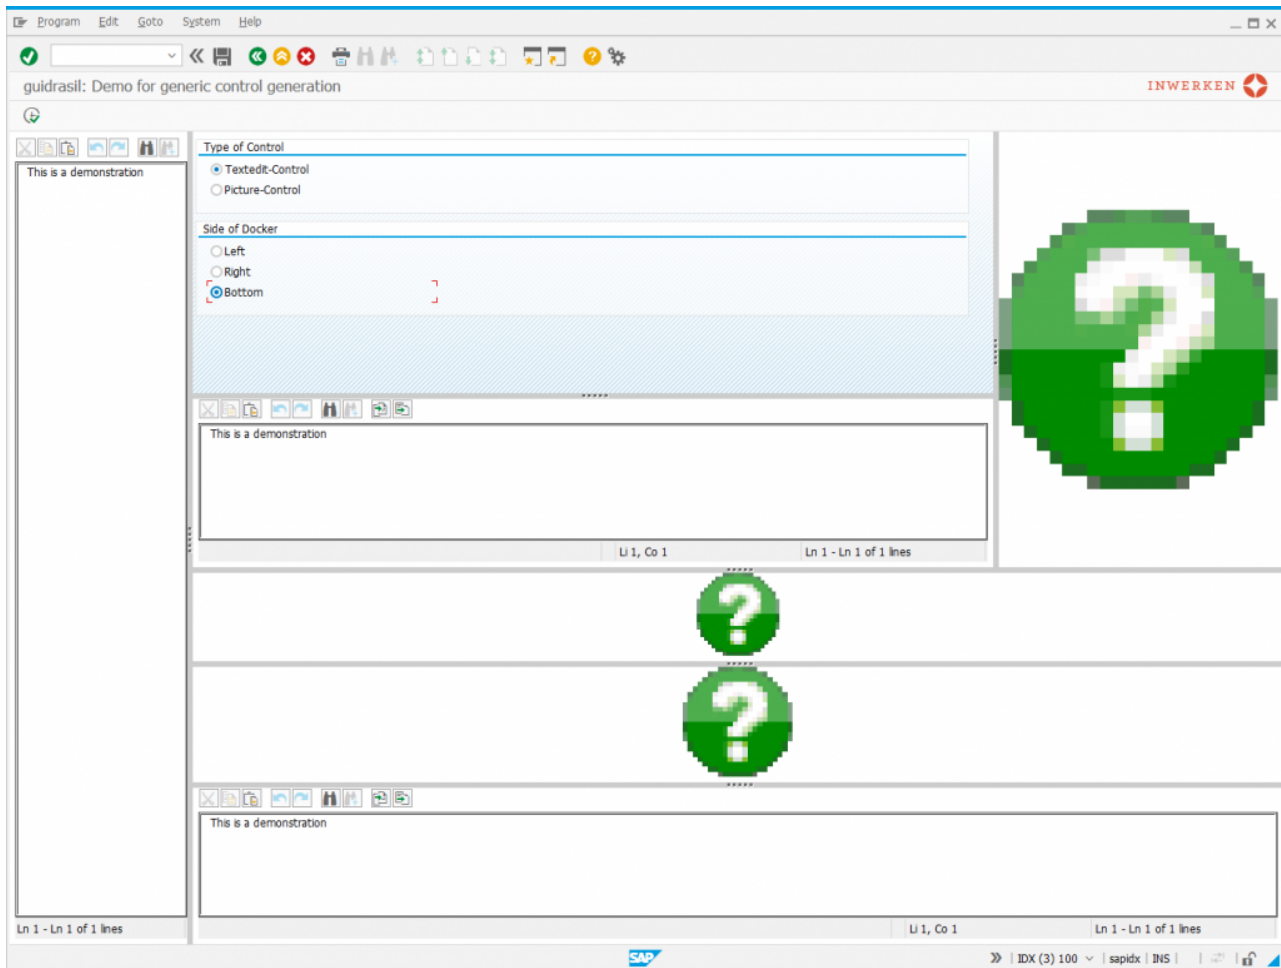 Program Edit Goto System Help
guidrasil: Demo for generic control generation
INWERKEN
Type of Control
This is a demonstration
Textedit-Control
Picture-Control
Side of Docker
Left
Right
Bottom
This is a demonstration
Li 1, Co 1 Ln 1 - Ln 1 of 1 lines
This is a demonstration
Ln 1 - Ln 1 of 1 lines
Li 1, Co 1 Ln 1 - Ln 1 of 1 lines
SAP
IDX (3) 100 sapidx INS